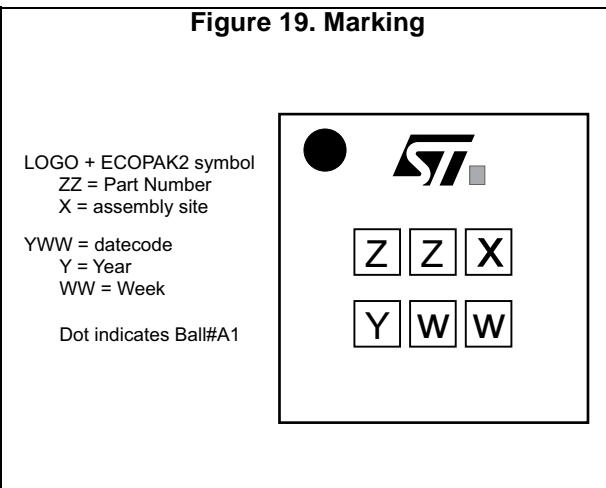 Figure 19. Marking
LOGO + ECOPAK2 symbol
ZZ = Part Number
X = assembly site
YWW = datecode
Y = Year
WW = Week
Dot indicates Ball#A1
ST
Z Z X
Y W W